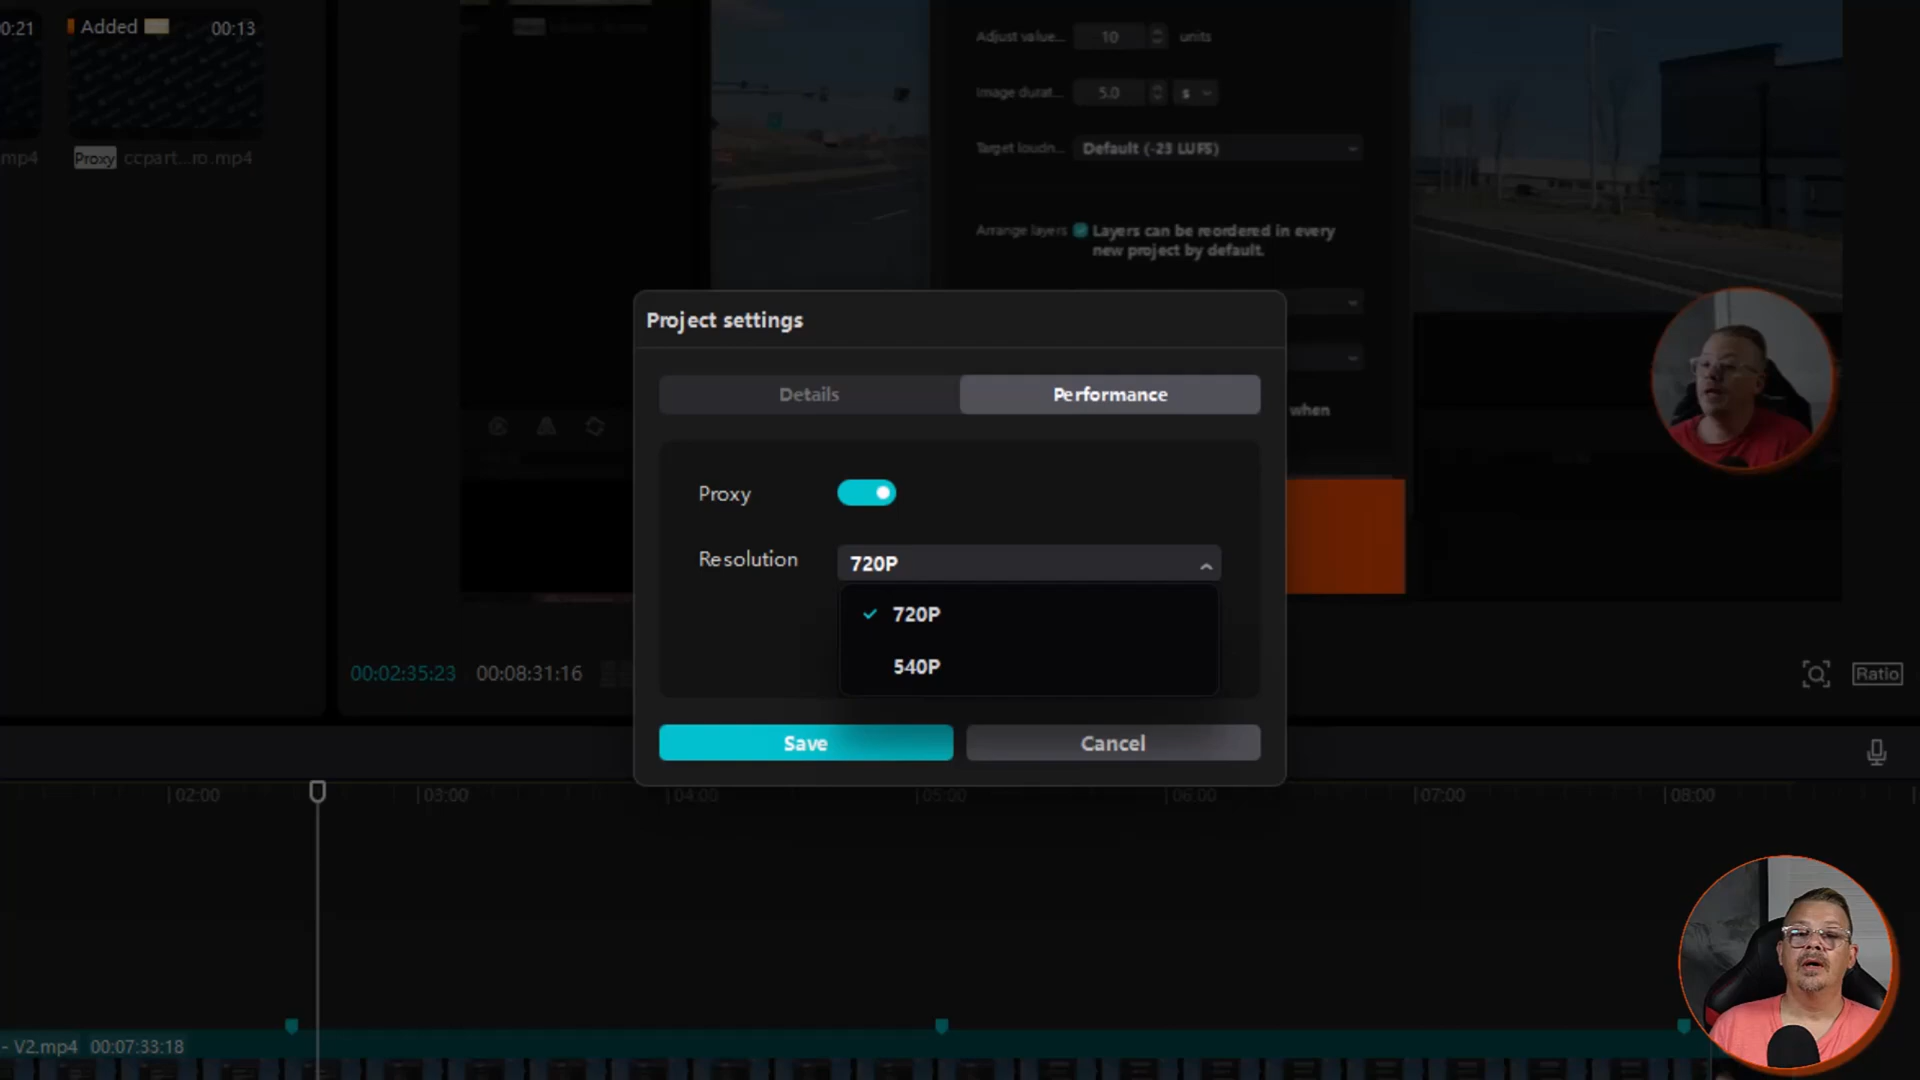 0:21
Added
00:13
mp4
Proxy ccpart...ro.mp4
Adjust value... 10 units
Image durat... 5.0 s
Target loudn... Default (-23 LUFS)
Arrange layers Layers can be reordered in every
new project by default.
when
Project settings
Details Performance
Proxy
Resolution 720P
720P
540P
Save Cancel
00:02:35:23 00:08:31:16
Ratio
02:00 03:00 04:00 05:00 06:00 07:00 08:00
- V2.mp4 00:07:33:18